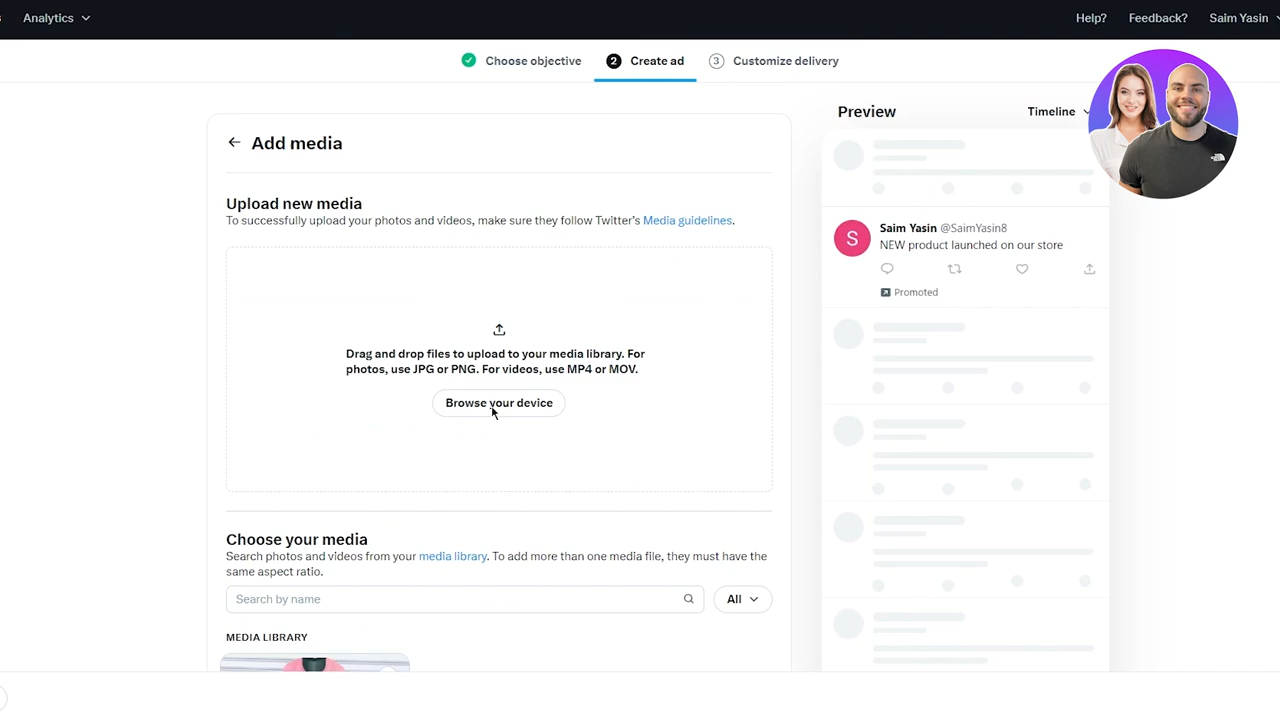 Analytics
Help?
Feedback?
Saim Yasin
Choose objective
2 Create ad
3 Customize delivery
Add media
Preview
Timeline
Upload new media
To successfully upload your photos and videos, make sure they follow Twitter's Media guidelines.
S
Saim Yasin @SaimYasin8
NEW product launched on our store
Promoted
Drag and drop files to upload to your media library. For
photos, use JPG or PNG. For videos, use MP4 or MOV.
Browse your device
Choose your media
Search photos and videos from your media library. To add more than one media file, they must have the
same aspect ratio.
Search by name
All
MEDIA LIBRARY